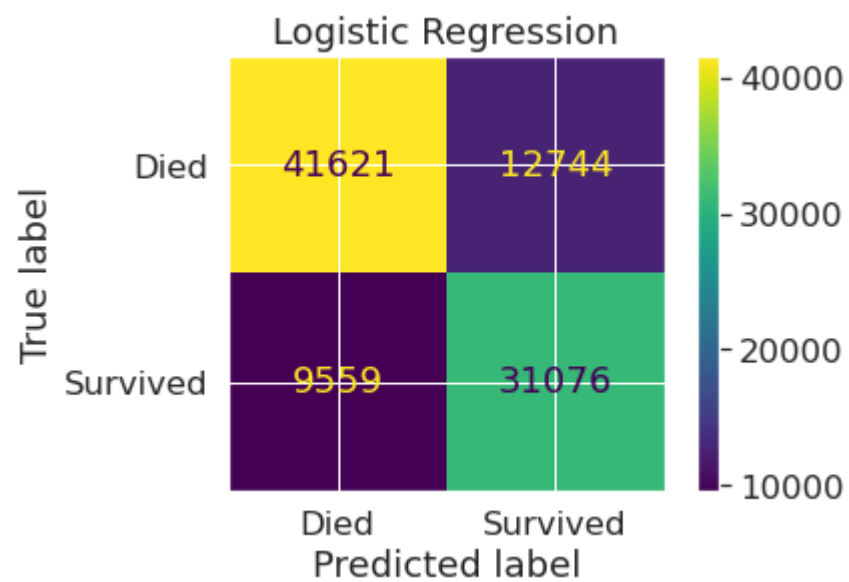 Logistic Regression
True label
Died
41621
12744
Survived
9559
31076
Died
Survived
Predicted label
40000
30000
20000
10000